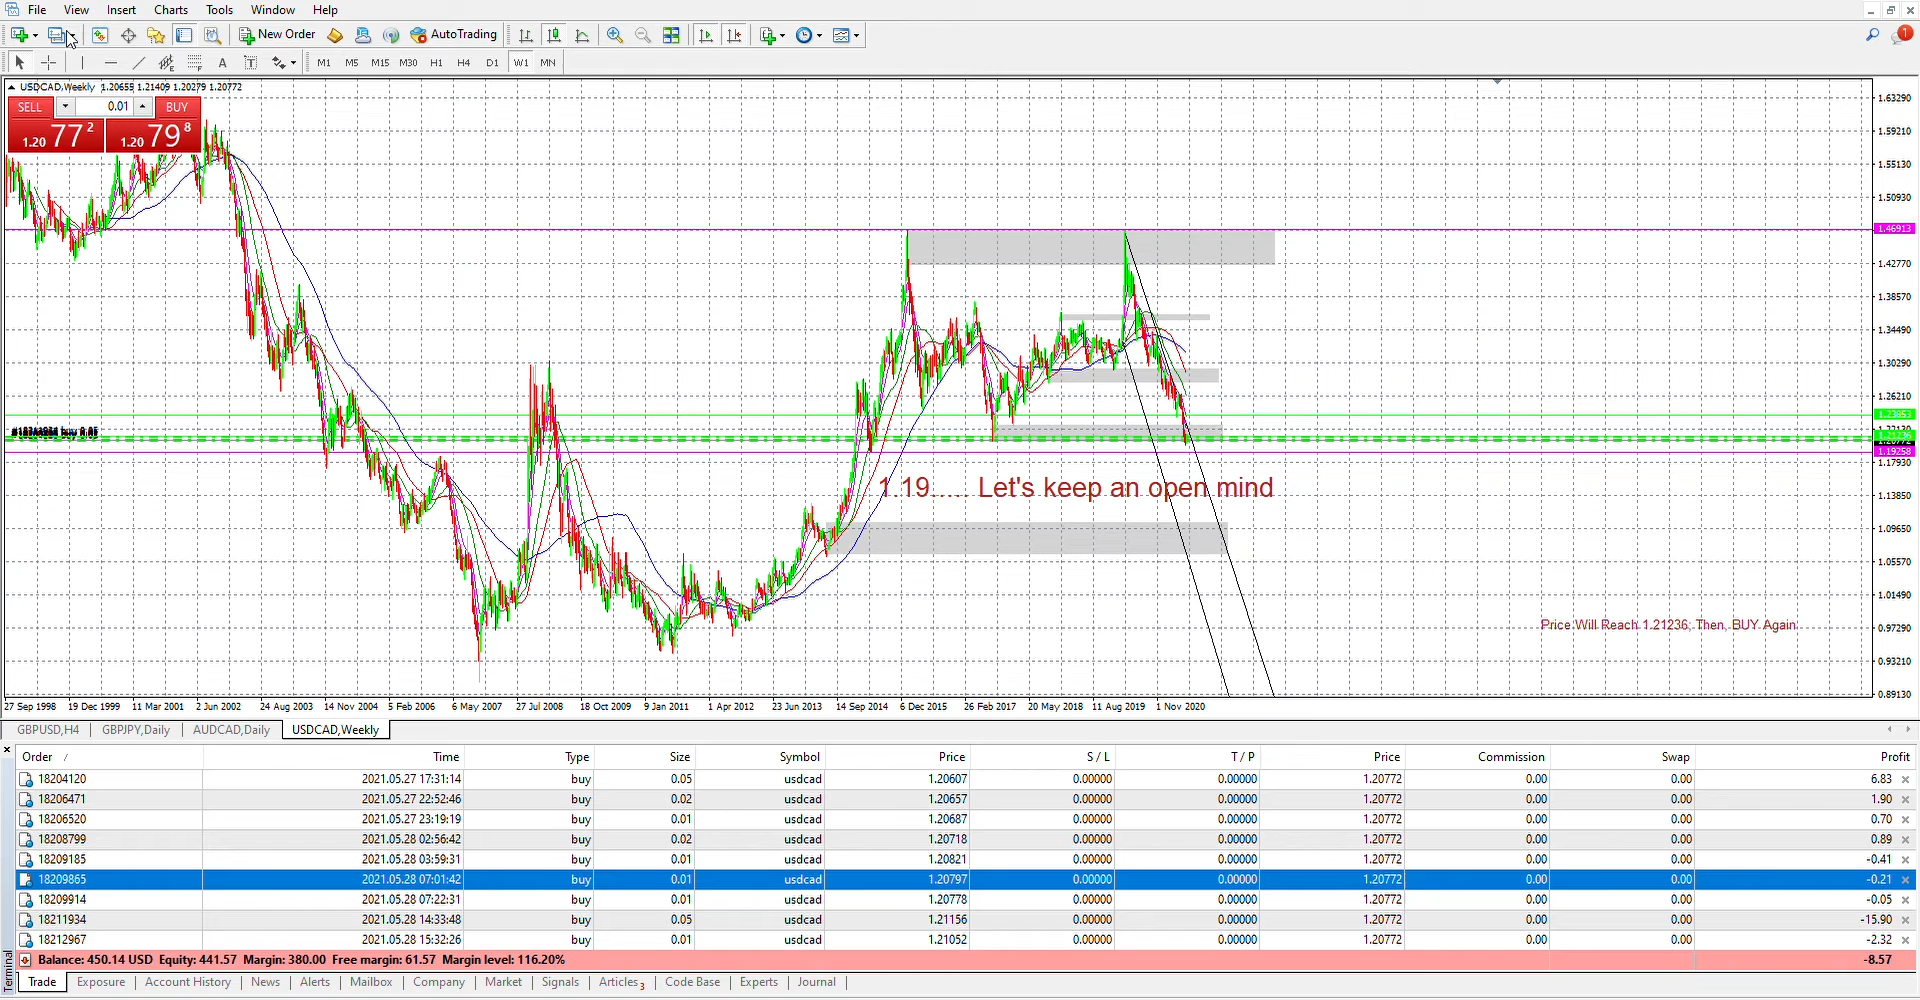 File View Insert Charts Tools Window Help
New Order AutoTrading 1
A T M1 M5 M15 M30 H1 H4 D1 W1 MN
USDCAD,Weekly 1.20655 1.21409 1.20279 1.20772
SELL 0.01 BUY
1.20 77 2 1.20 79 8
1.63290
1.59210
1.55130
1.50930
1.46913
1.42770
1.38570
1.34490
1.30290
1.26210
1.23853
1.21236
1.19258
1.17930
1.13850
1.09650
1.05570
1.01490
0.97290
0.93210
0.89130
1.19..... Let's keep an open mind
Price Will Reach 1.21236; Then, BUY Again
27 Sep 1998 19 Dec 1999 11 Mar 2001 2 Jun 2002 24 Aug 2003 14 Nov 2004 5 Feb 2006 6 May 2007 27 Jul 2008 18 Oct 2009 9 Jan 2011 1 Apr 2012 23 Jun 2013 14 Sep 2014 6 Dec 2015 26 Feb 2017 20 May 2018 11 Aug 2019 1 Nov 2020
GBPUSD,H4 GBPJPY,Daily AUDCAD,Daily USDCAD,Weekly
Order / Time Type Size Symbol Price S / L T / P Price Commission Swap Profit
18204120 2021.05.27 17:31:14 buy 0.05 usdcad 1.20607 0.00000 0.00000 1.20772 0.00 0.00 6.83
18206471 2021.05.27 22:52:46 buy 0.02 usdcad 1.20657 0.00000 0.00000 1.20772 0.00 0.00 1.90
18206520 2021.05.27 23:19:19 buy 0.01 usdcad 1.20687 0.00000 0.00000 1.20772 0.00 0.00 0.70
18208799 2021.05.28 02:56:42 buy 0.02 usdcad 1.20718 0.00000 0.00000 1.20772 0.00 0.00 0.89
18209185 2021.05.28 03:59:31 buy 0.01 usdcad 1.20821 0.00000 0.00000 1.20772 0.00 0.00 -0.41
18209865 2021.05.28 07:01:42 buy 0.01 usdcad 1.20797 0.00000 0.00000 1.20772 0.00 0.00 -0.21
18209914 2021.05.28 07:22:31 buy 0.01 usdcad 1.20778 0.00000 0.00000 1.20772 0.00 0.00 -0.05
18211934 2021.05.28 14:33:48 buy 0.05 usdcad 1.21156 0.00000 0.00000 1.20772 0.00 0.00 -15.90
18212967 2021.05.28 15:32:26 buy 0.01 usdcad 1.21052 0.00000 0.00000 1.20772 0.00 0.00 -2.32
Balance: 450.14 USD Equity: 441.57 Margin: 380.00 Free margin: 61.57 Margin level: 116.20% -8.57
Terminal
Trade Exposure Account History News Alerts Mailbox Company Market Signals Articles 3 Code Base Experts Journal